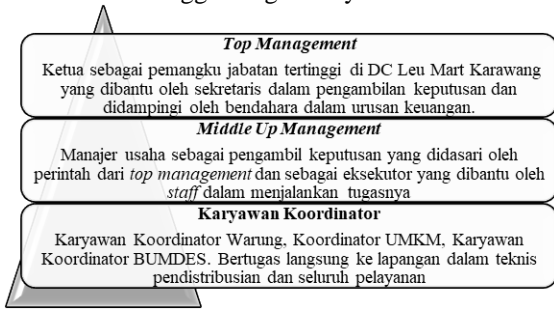 Top Management
Ketua sebagai pemangku jabatan tertinggi di DC Leu Mart Karawang
yang dibantu oleh sekretaris dalam pengambilan keputusan dan
didampingi oleh bendahara dalam urusan keuangan.
Middle Up Management
Manajer usaha sebagai pengambil keputusan yang didasari oleh
perintah dari top management dan sebagai eksekutor yang dibantu oleh
staff dalam menjalankan tugasnya
Karyawan Koordinator
Karyawan Koordinator Warung, Koordinator UMKM, Karyawan
Koordinator BUMDES. Bertugas langsung ke lapangan dalam teknis
pendistribusian dan seluruh pelayanan